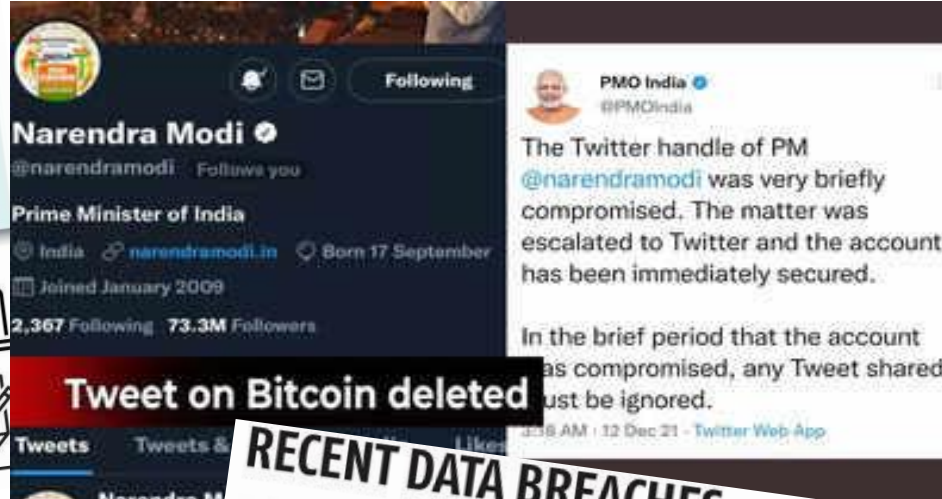 Following
Narendra Modi
@narendramodi Follows you
Prime Minister of India
India narendramodi.in Born 17 September
Joined January 2009
2,367 Following 73.3M Followers
Tweet on Bitcoin deleted
Tweets Tweets & Likes
Narendra M
PMO India
@PMOIndia
The Twitter handle of PM
@narendramodi was very briefly
compromised. The matter was
escalated to Twitter and the account
has been immediately secured.
In the brief period that the account
as compromised, any Tweet shared
ust be ignored.
AM · 12 Dec 21 · Twitter Web App
RECENT DATA BREACHES